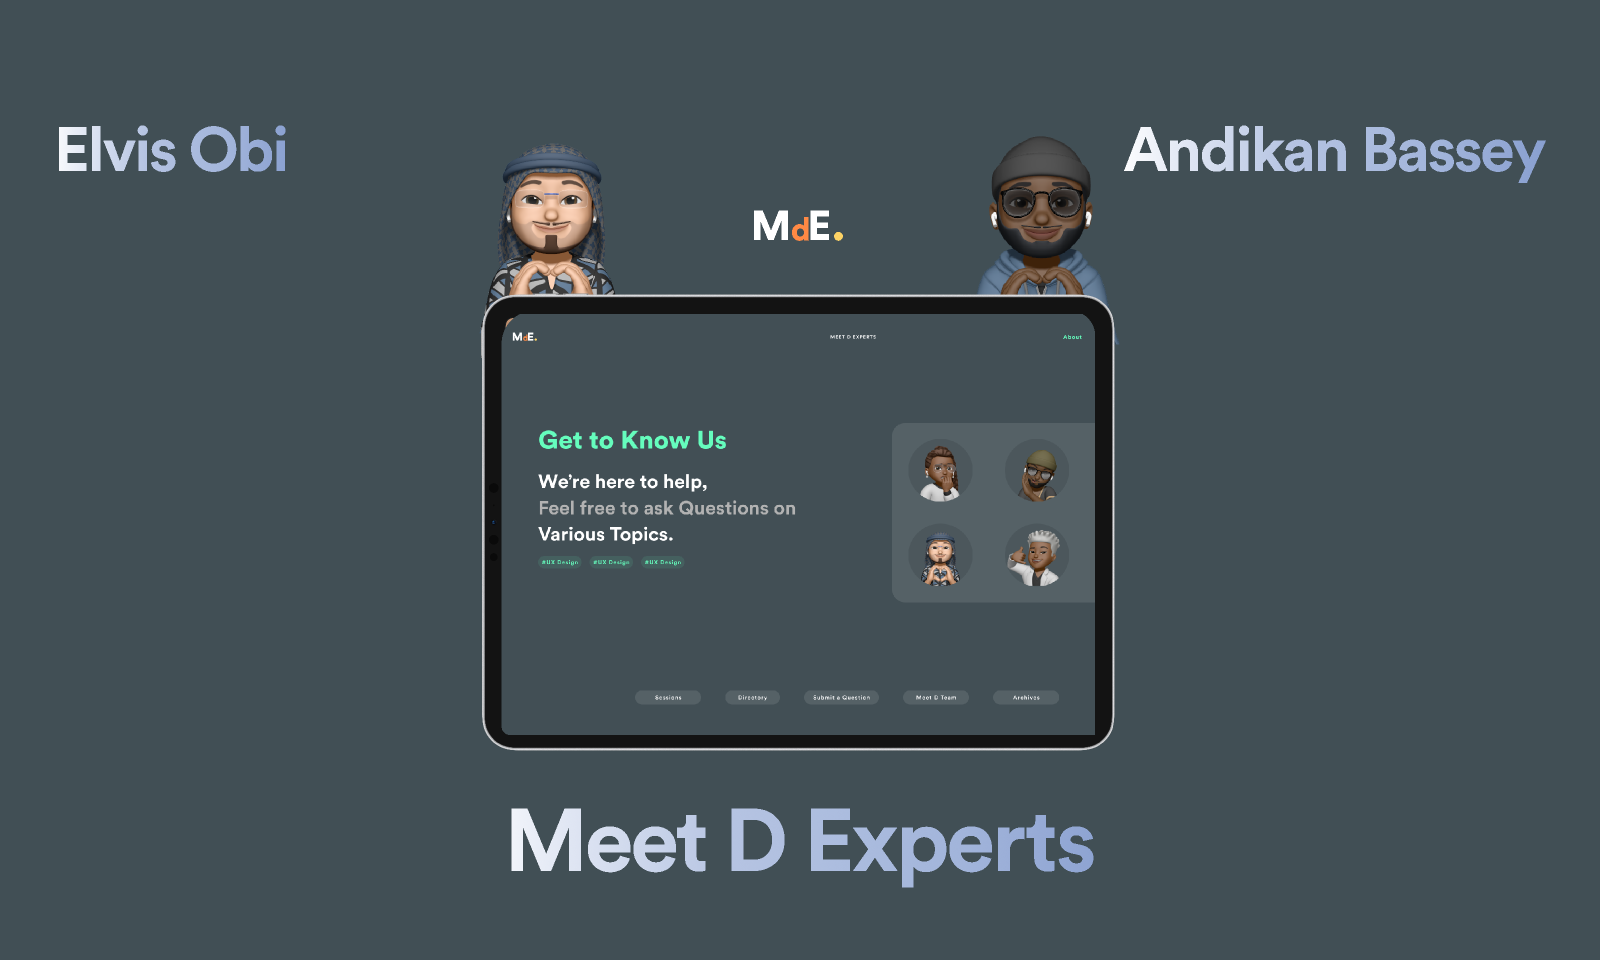 Elvis Obi
Andikan Bassey
MdE.
MdE.
MEET D EXPERTS
About
Get to Know Us
We’re here to help,
Feel free to ask Questions on
Various Topics.
#UX Design #UX Design #UX Design
Sessions
Directory
Submit a Question
Meet D Team
Archives
Meet D Experts